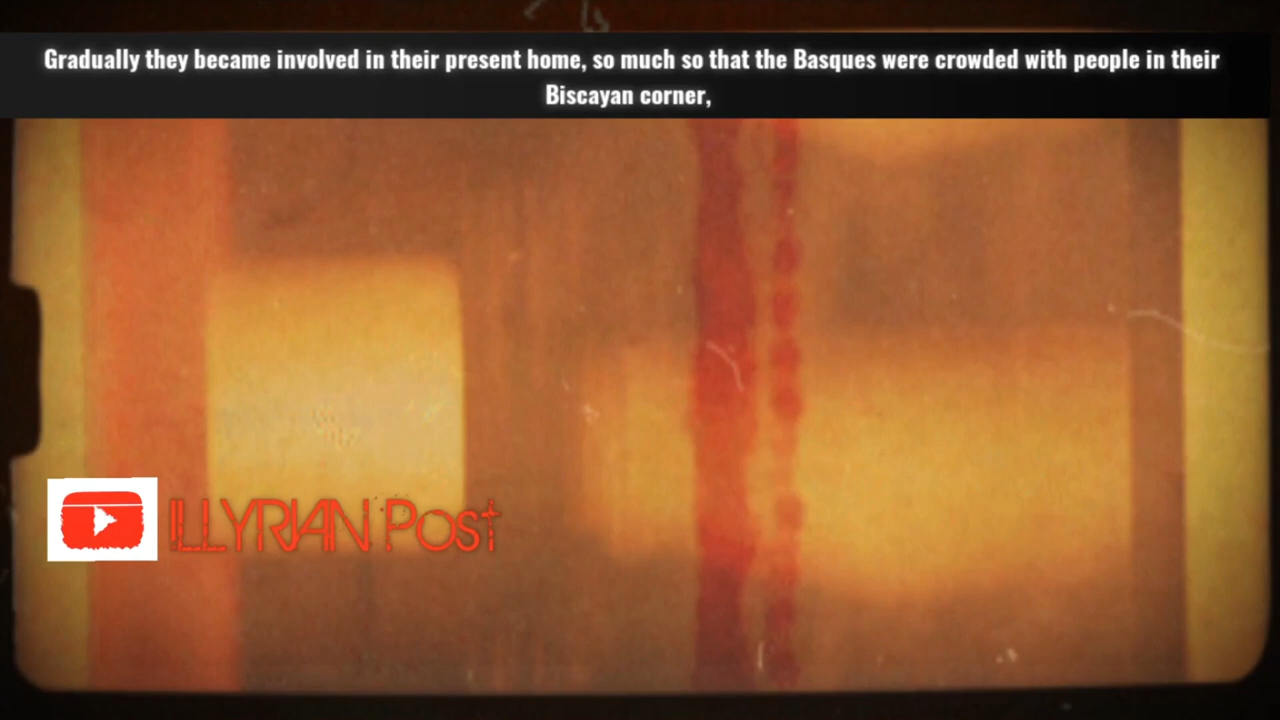 Gradually they became involved in their present home, so much so that the Basques were crowded with people in their
Biscayan corner,
ILLYRIAN Post